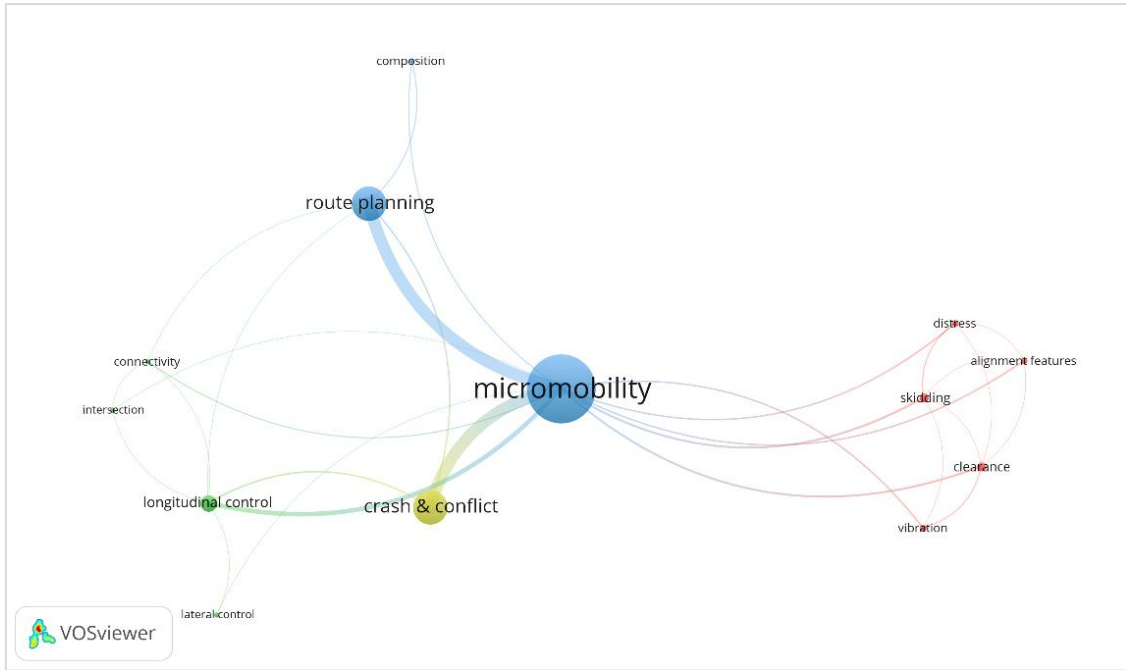 composition
route planning
distress
connectivity
alignment features
micromobility
skidding
intersection
clearance
longitudinal control
crash & conflict
vibration
lateral control
VOSviewer